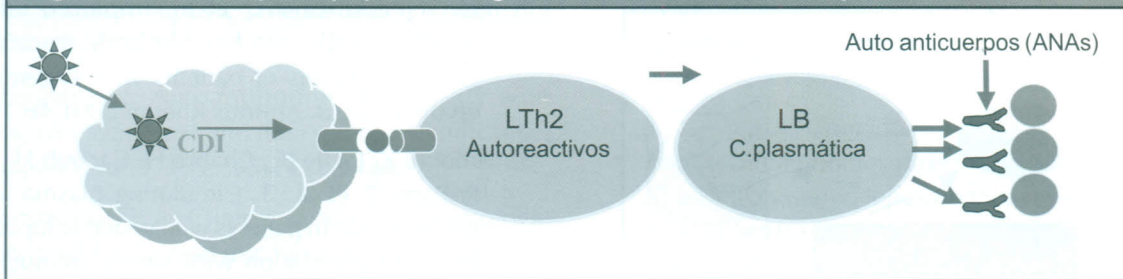 Auto anticuerpos (ANAs)
CDI
LTh2
Autoreactivos
LB
C.plasmática